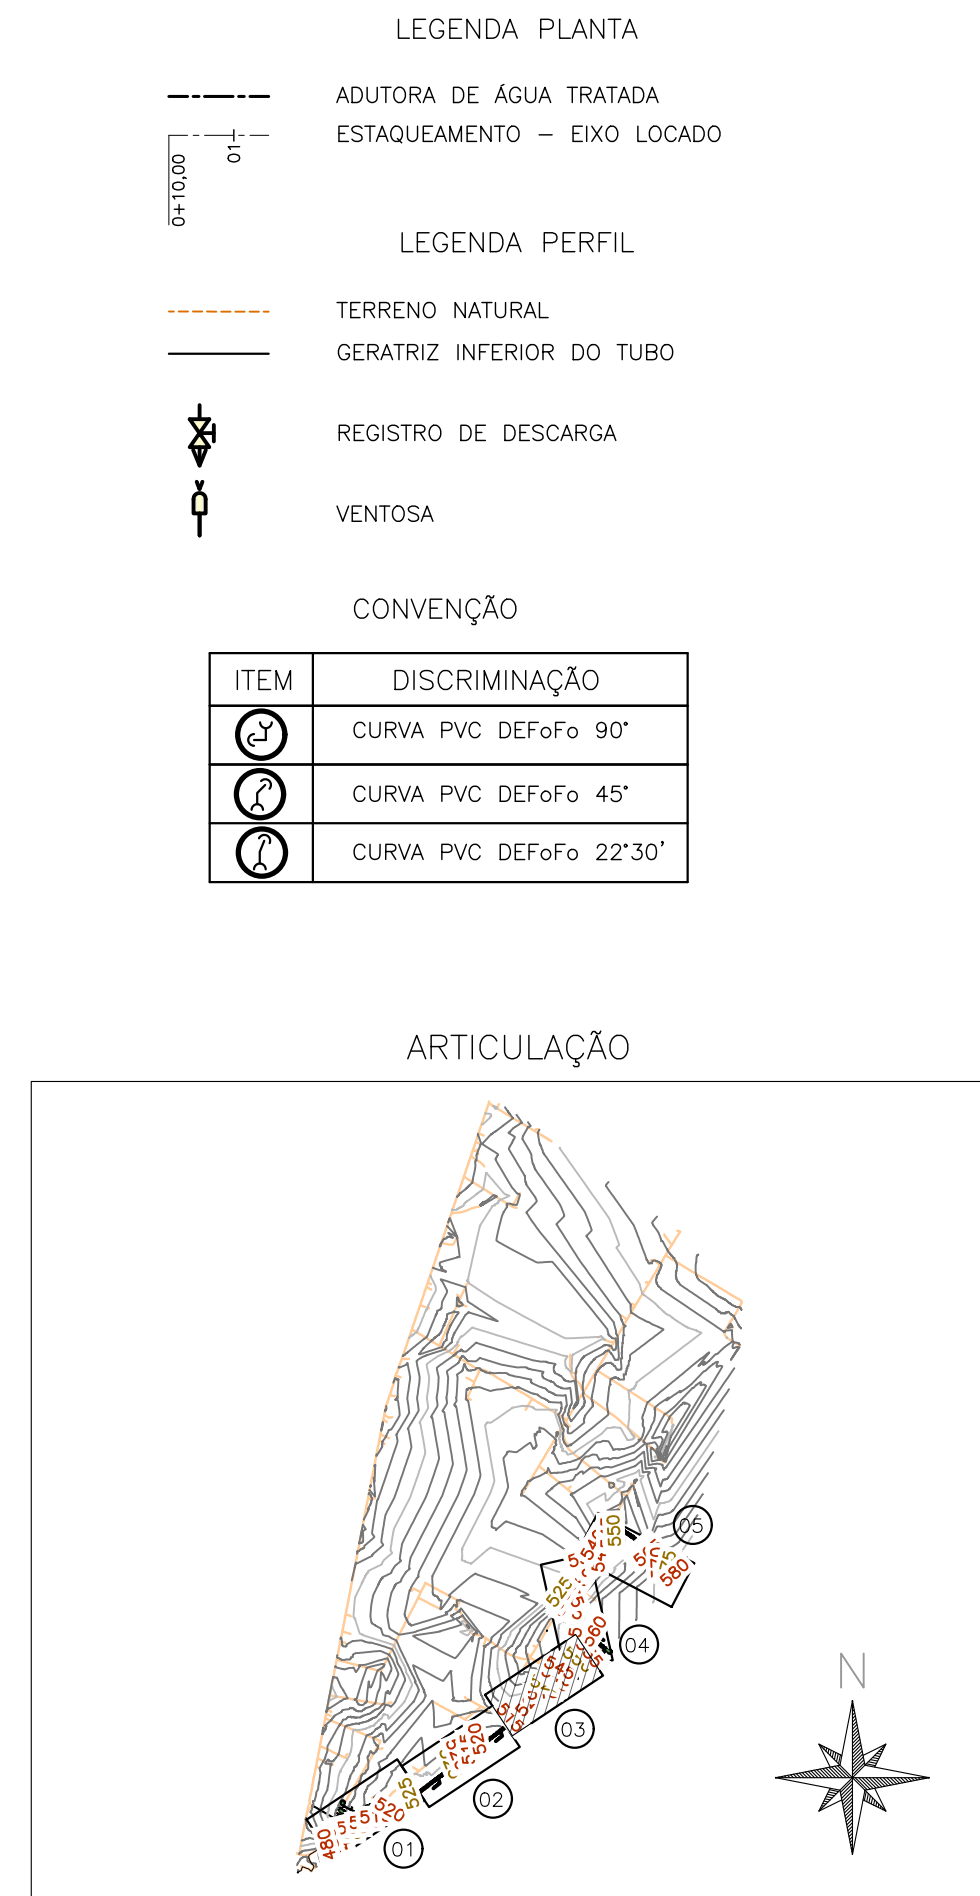 LEGENDA PLANTA
ADUTORA DE ÁGUA TRATADA
ESTAQUEAMENTO – EIXO LOCADO
01
0+10,00
LEGENDA PERFIL
TERRENO NATURAL
GERATRIZ INFERIOR DO TUBO
REGISTRO DE DESCARGA
VENTOSA
CONVENÇÃO
ITEM DISCRIMINAÇÃO
CURVA PVC DEFoFo 90°
CURVA PVC DEFoFo 45°
CURVA PVC DEFoFo 22°30'
ARTICULAÇÃO
550
05
580
525
560
04
N
03
520
525
02
520
480
01